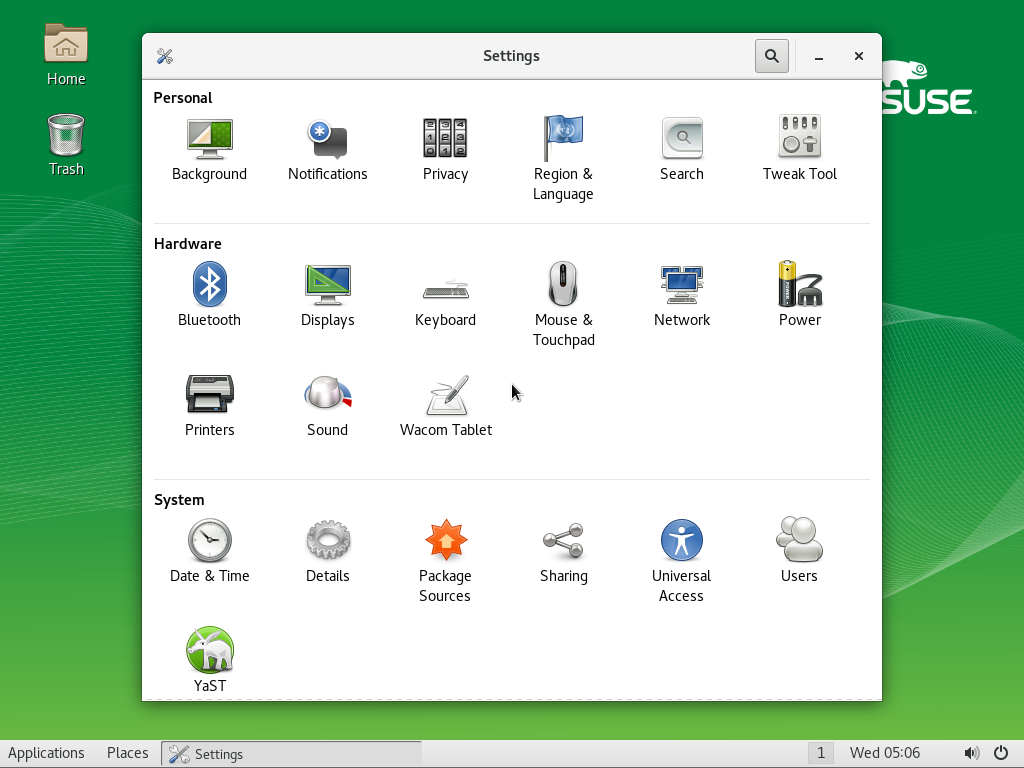 Settings
Home
SUSE
Trash
Personal
Background
Notifications
Privacy
Region &
Language
Search
Tweak Tool
Hardware
Bluetooth
Displays
Keyboard
Mouse &
Touchpad
Network
Power
Printers
Sound
Wacom Tablet
System
Date & Time
Details
Package
Sources
Sharing
Universal
Access
Users
YaST
Applications
Places
Settings
1
Wed 05:06